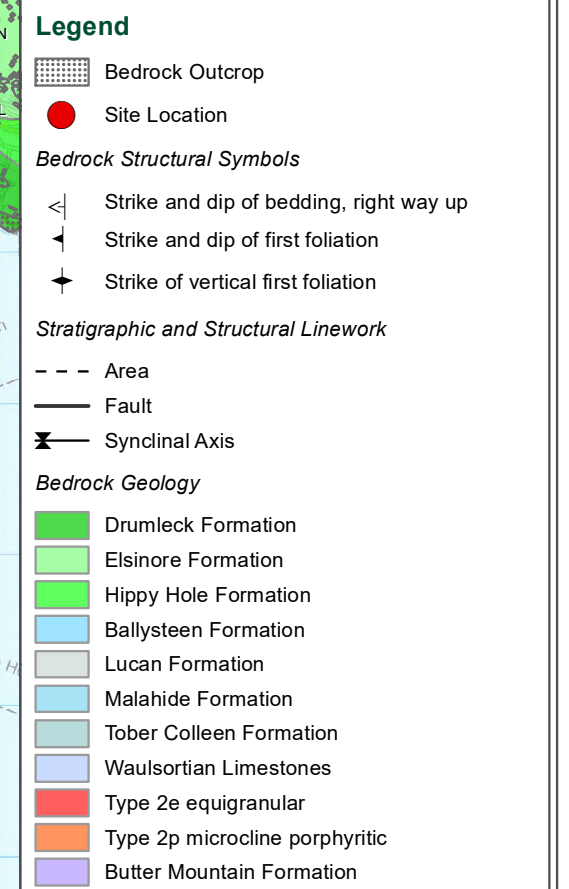 N
Legend
Bedrock Outcrop
Site Location
L
Bedrock Structural Symbols
Strike and dip of bedding, right way up
Strike and dip of first foliation
Strike of vertical first foliation
Stratigraphic and Structural Linework
Area
Fault
Synclinal Axis
Bedrock Geology
Drumleck Formation
Elsinore Formation
Hippy Hole Formation
Ballysteen Formation
Lucan Formation
Malahide Formation
Tober Colleen Formation
Waulsortian Limestones
Type 2e equigranular
Type 2p microcline porphyritic
Butter Mountain Formation